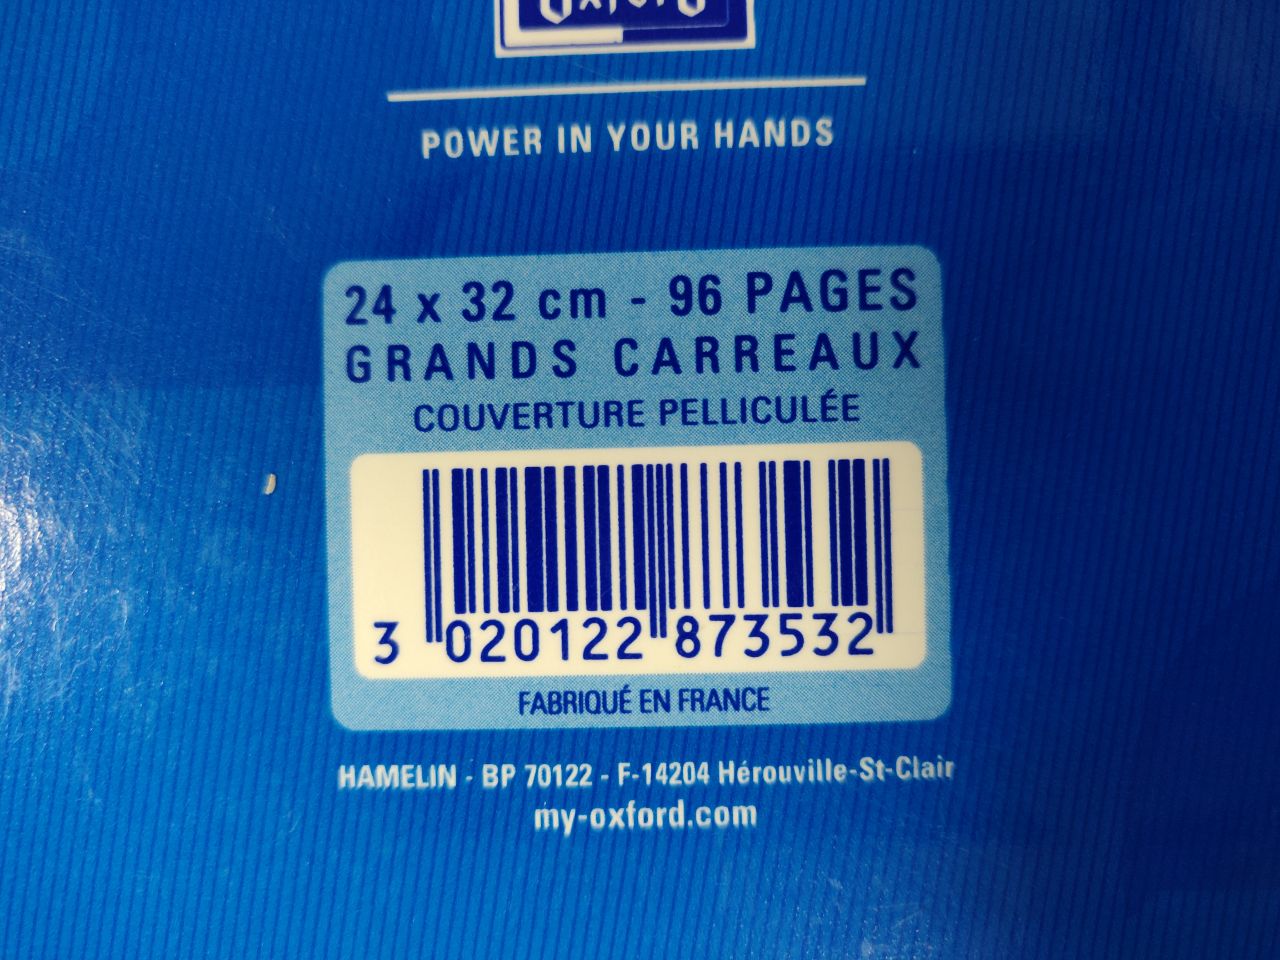 Oxford
POWER IN YOUR HANDS
24 x 32 cm - 96 PAGES
GRANDS CARREAUX
COUVERTURE PELLICULÉE
3 020122 873532
FABRIQUÉ EN FRANCE
HAMELIN - BP 70122 - F-14204 Hérouville-St-Clair
my-oxford.com